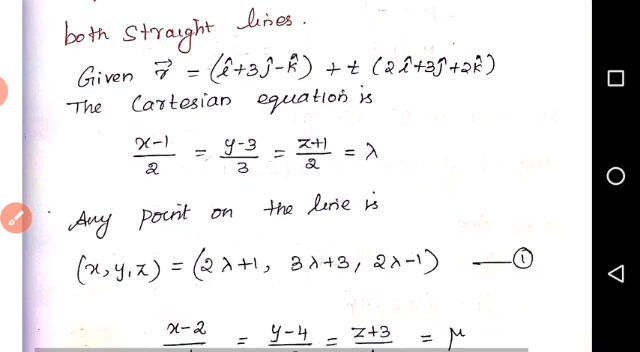 both straight lines.
Given r⃗ = (î+3ĵ-k̂) + t (2î+3ĵ+2k̂)
The Cartesian equation is
x-1/2 = y-3/3 = z+1/2 = λ
Any point on the line is
(x,y,z) = (2λ+1, 3λ+3, 2λ-1) —①
x-2 = y-4 = z+3 = μ